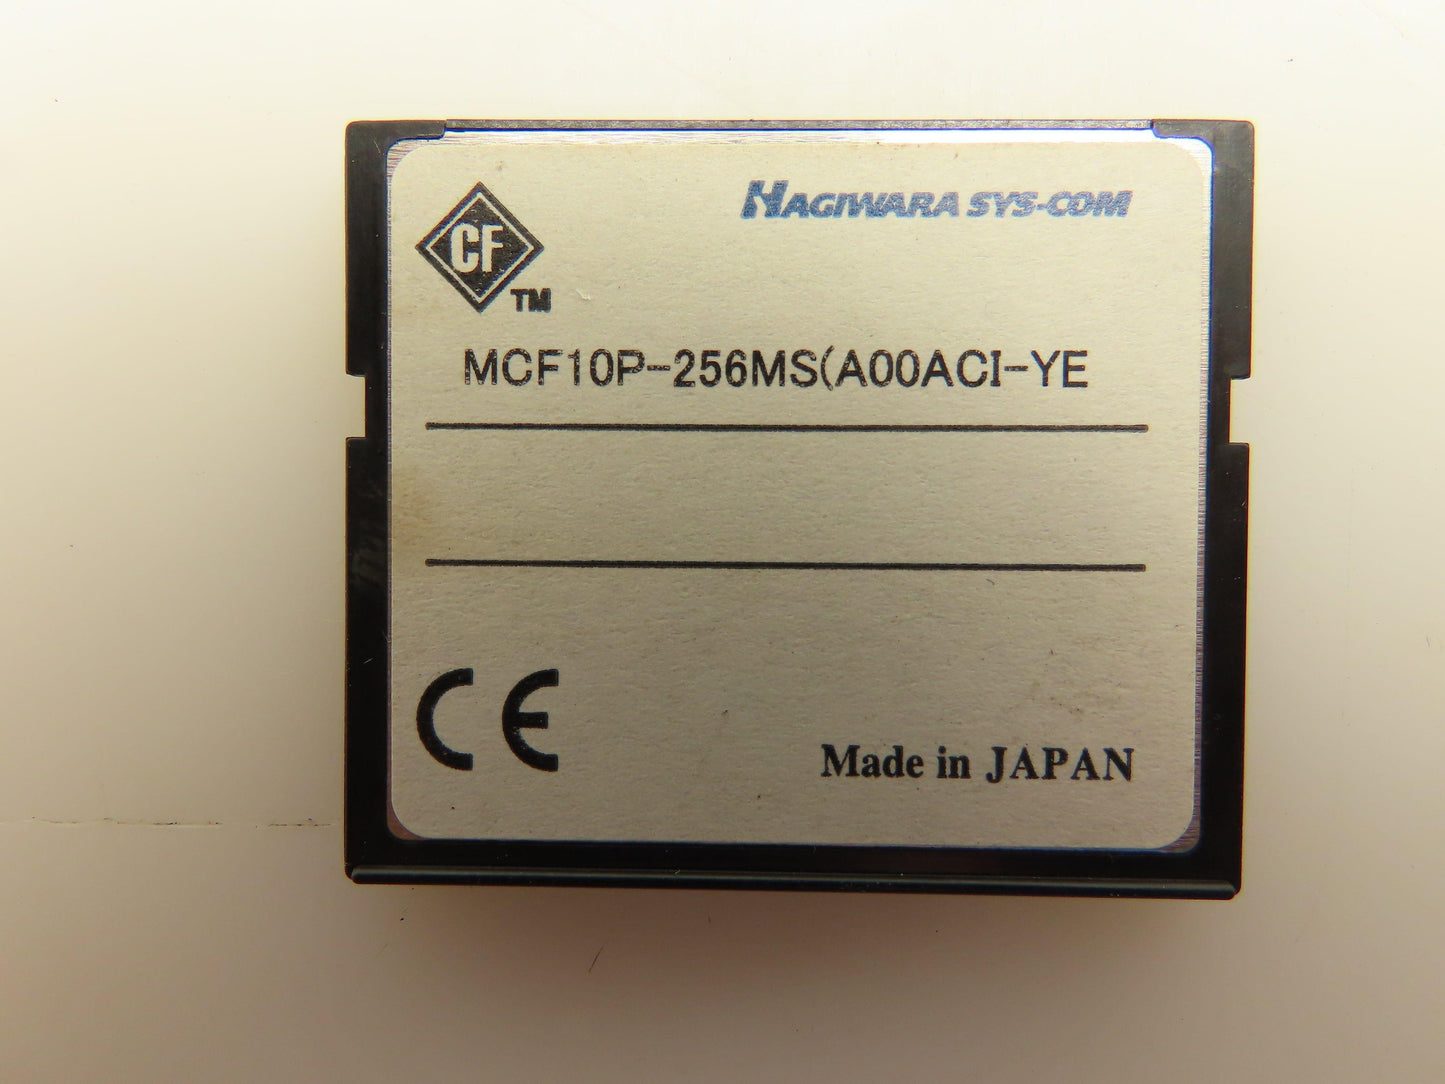 HAGIWARA SYS-COM
CF
TM
MCF10P-256MS(A00ACI-YE
CE
Made in JAPAN